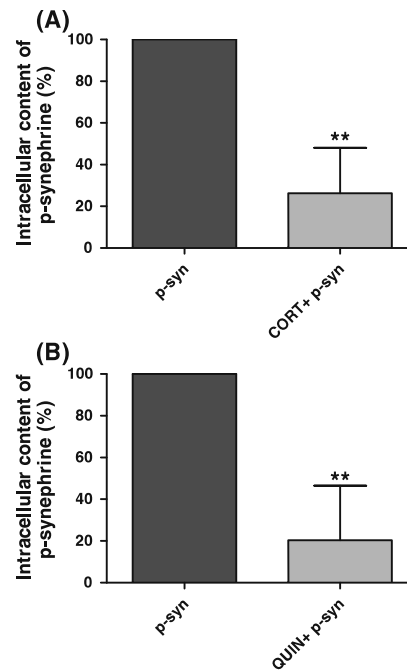 (A)
Intracellular content of
p-synephrine (%)
100
80
60
40
20
0
**
p-syn
CORT+ p-syn
(B)
Intracellular content of
p-synephrine (%)
100
80
60
40
20
0
**
p-syn
QUIN+ p-syn